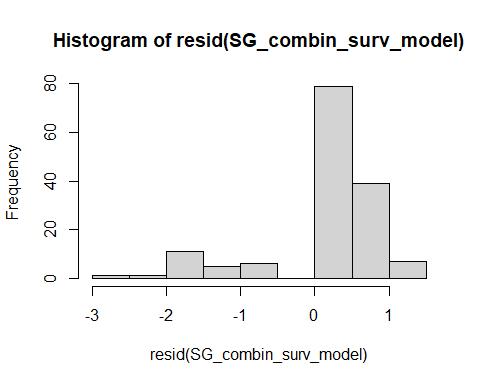 Histogram of resid(SG_combin_surv_model)
Frequency
80
60
40
20
0
-3 -2 -1 0 1
resid(SG_combin_surv_model)